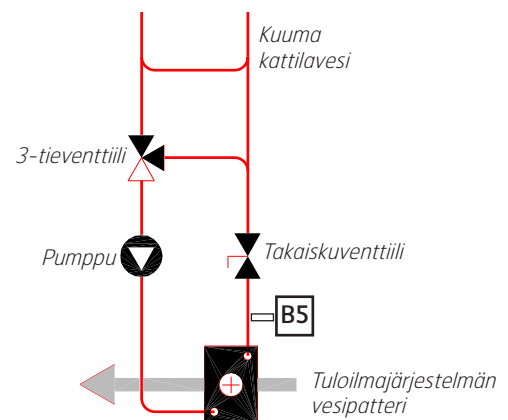 Kuuma
kattilavesi
3-tieventtiili
Pumppu
Takaiskuventtiili
B5
Tuloilmajärjestelmän
vesipatteri